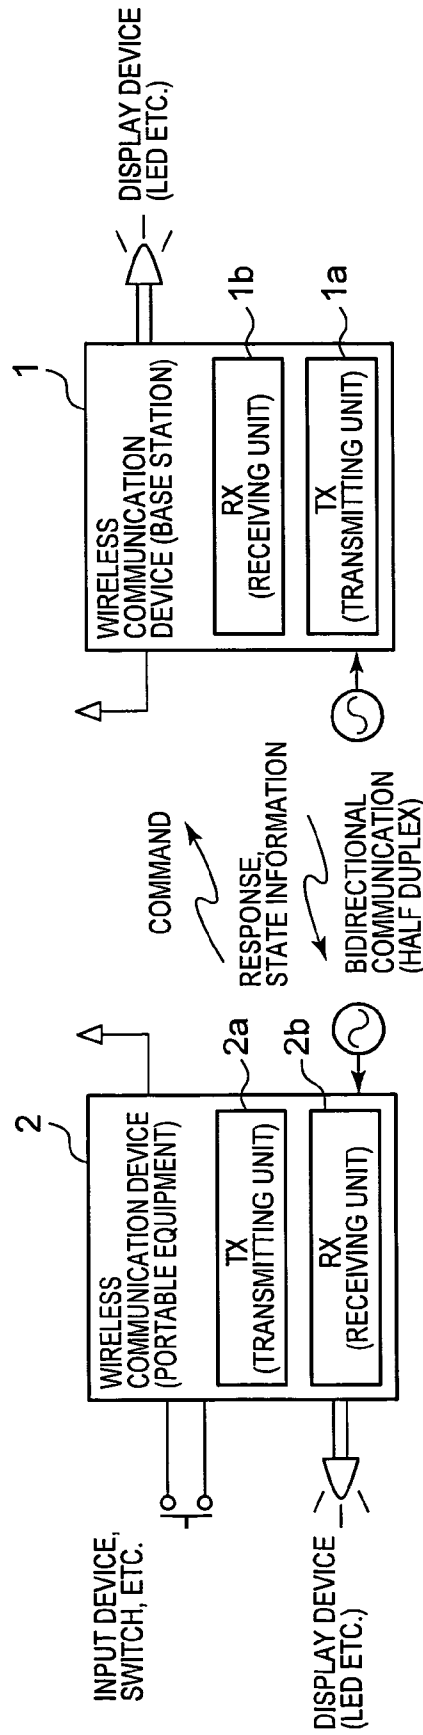 INPUT DEVICE,
SWITCH, ETC.
DISPLAY DEVICE
(LED ETC.)
2
WIRELESS
COMMUNICATION DEVICE
(PORTABLE EQUIPMENT)
2a
TX
(TRANSMITTING UNIT)
2b
RX
(RECEIVING UNIT)
COMMAND
RESPONSE,
STATE INFORMATION
BIDIRECTIONAL
COMMUNICATION
(HALF DUPLEX)
1
WIRELESS
COMMUNICATION
DEVICE (BASE STATION)
RX
(RECEIVING UNIT)
1b
TX
(TRANSMITTING UNIT)
1a
DISPLAY DEVICE
(LED ETC.)